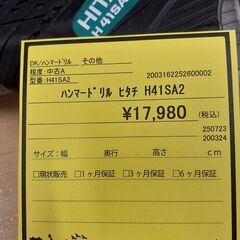 HITA
H 41SA
DK/ハンマードリル その他
程度:中古A 2003162252600002
型番:H41SA2
ハンマードリル ヒタチ H41SA2
¥17,980(税込)
250723
200324
サイズ:幅 高さ cm
□現状販売 □1ヶ月保証 □3ヶ月保証 □6ヶ月保証